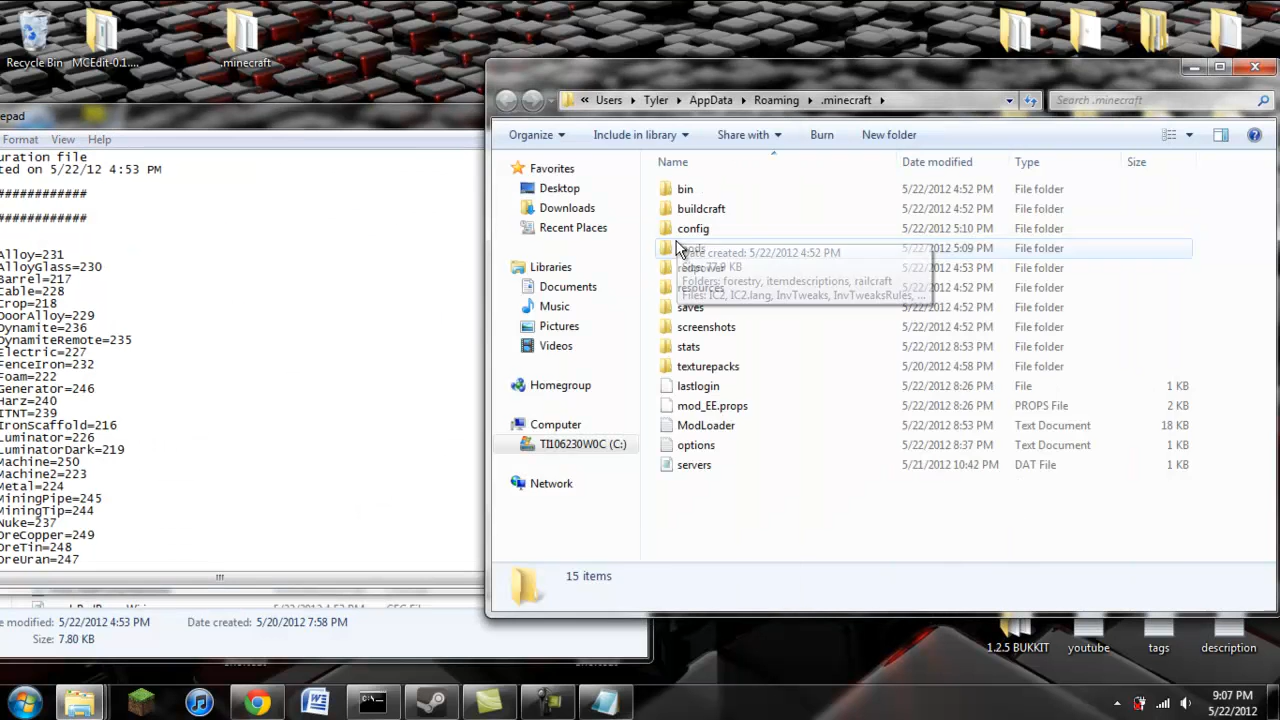 Recycle Bin
MCEdit-0.1....
.minecraft
epad
Format View Help
uration file
ted on 5/22/12 4:53 PM
############
############
Alloy=231
AlloyGlass=230
Barrel=217
Cable=228
Crop=218
DoorAlloy=229
Dynamite=236
DynamiteRemote=235
Electric=227
FenceIron=232
Foam=222
Generator=246
Harz=240
ITNT=239
IronScaffold=216
Luminator=226
LuminatorDark=219
Machine=250
Machine2=223
Metal=224
MiningPipe=245
MiningTip=244
Nuke=237
OreCopper=249
OreTin=248
OreUran=247
e modified: 5/22/2012 4:53 PM Date created: 5/20/2012 7:58 PM
Size: 7.80 KB
« Users Tyler AppData Roaming .minecraft
Search .minecraft
Organize Include in library Share with Burn New folder
Favorites
Desktop
Downloads
Recent Places
Libraries
Documents
Music
Pictures
Videos
Homegroup
Computer
TI106230W0C (C:)
Network
Name Date modified Type Size
bin 5/22/2012 4:52 PM File folder
buildcraft 5/22/2012 4:52 PM File folder
config 5/22/2012 5:10 PM File folder
5/22/2012 5:09 PM File folder
5/22/2012 4:53 PM File folder
resources 5/22/2012 4:52 PM File folder
saves 5/22/2012 4:52 PM File folder
screenshots 5/22/2012 4:52 PM File folder
stats 5/22/2012 8:53 PM File folder
texturepacks 5/20/2012 4:58 PM File folder
lastlogin 5/22/2012 8:26 PM File 1 KB
mod_EE.props 5/22/2012 8:26 PM PROPS File 2 KB
ModLoader 5/22/2012 8:53 PM Text Document 18 KB
options 5/22/2012 8:37 PM Text Document 1 KB
servers 5/21/2012 10:42 PM DAT File 1 KB
Date created: 5/22/2012 4:52 PM
Size: 77.9 KB
Folders: forestry, itemdescriptions, railcraft
Files: IC2, IC2.lang, InvTweaks, InvTweaksRules, ...
15 items
1.2.5 BUKKIT
youtube
tags
description
9:07 PM
5/22/2012